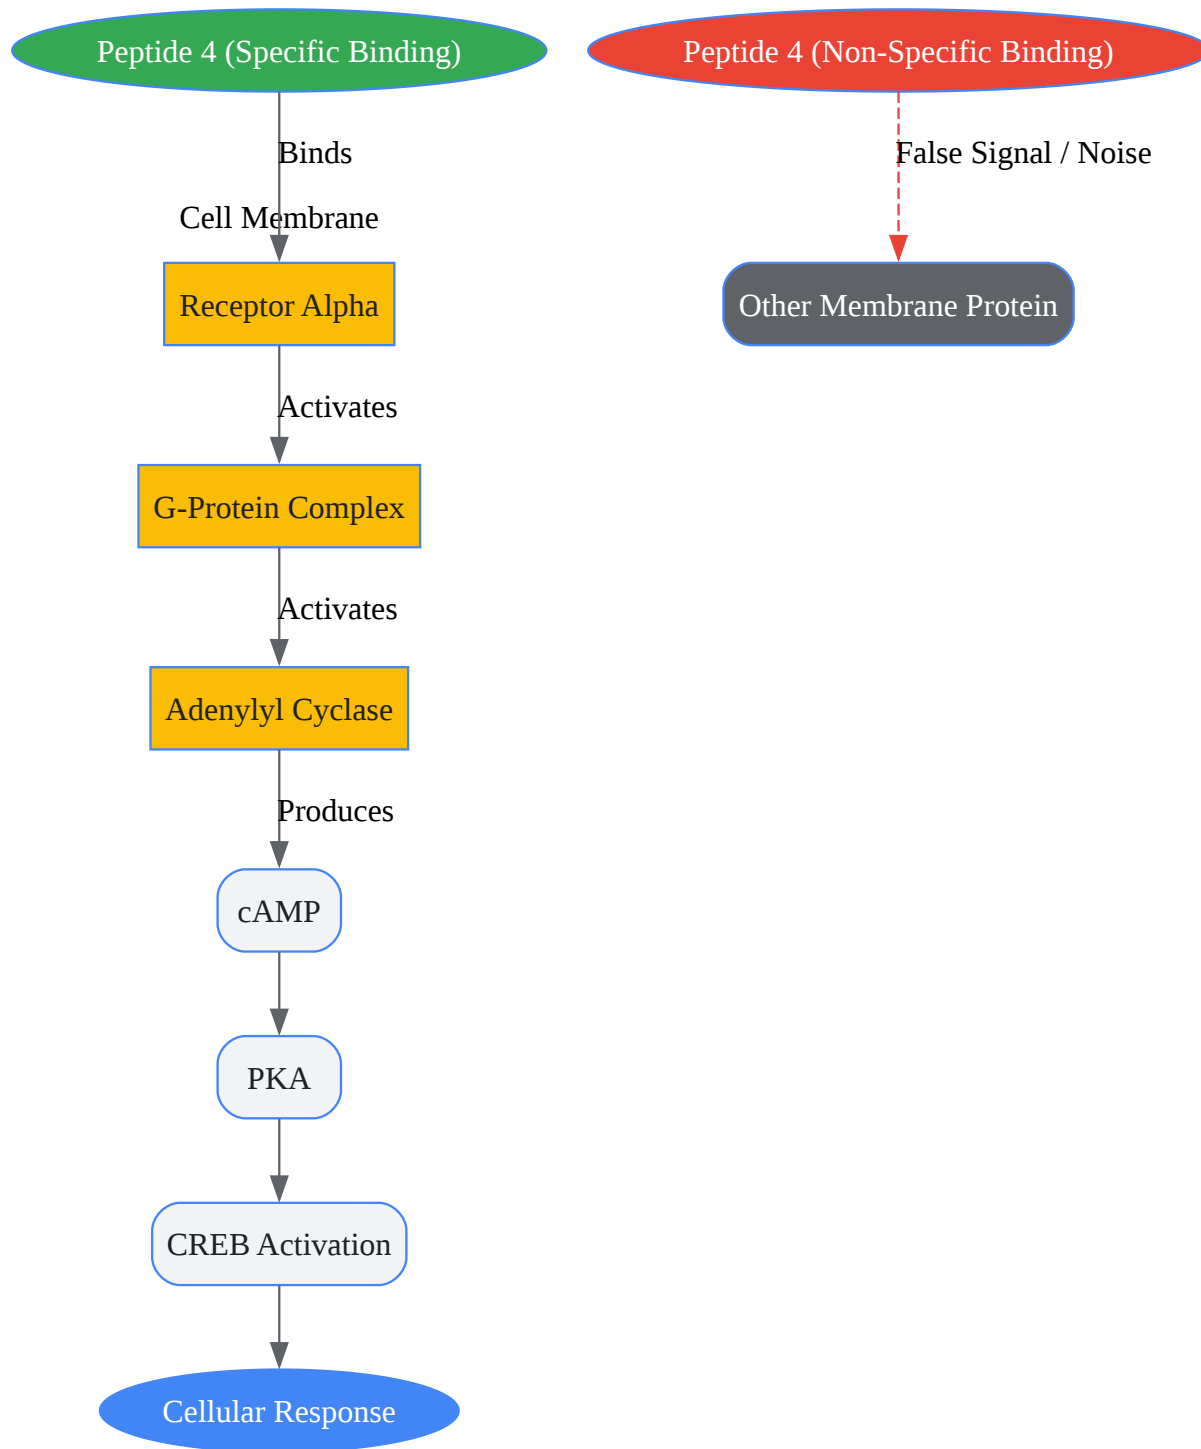 Peptide 4 (Specific Binding)
Peptide 4 (Non-Specific Binding)
Binds
False Signal / Noise
Cell Membrane
Receptor Alpha
Other Membrane Protein
Activates
G-Protein Complex
Activates
Adenylyl Cyclase
Produces
cAMP
PKA
CREB Activation
Cellular Response